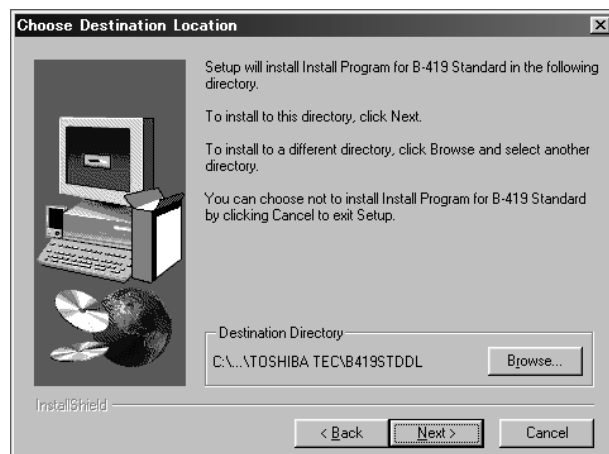 Choose Destination Location
Setup will install Install Program for B-419 Standard in the following
directory.
To install to this directory, click Next.
To install to a different directory, click Browse and select another
directory.
You can choose not to install Install Program for B-419 Standard
by clicking Cancel to exit Setup.
Destination Directory
C:\...\TOSHIBA TEC\B419STDDL
Browse...
InstallShield
< Back
Next >
Cancel